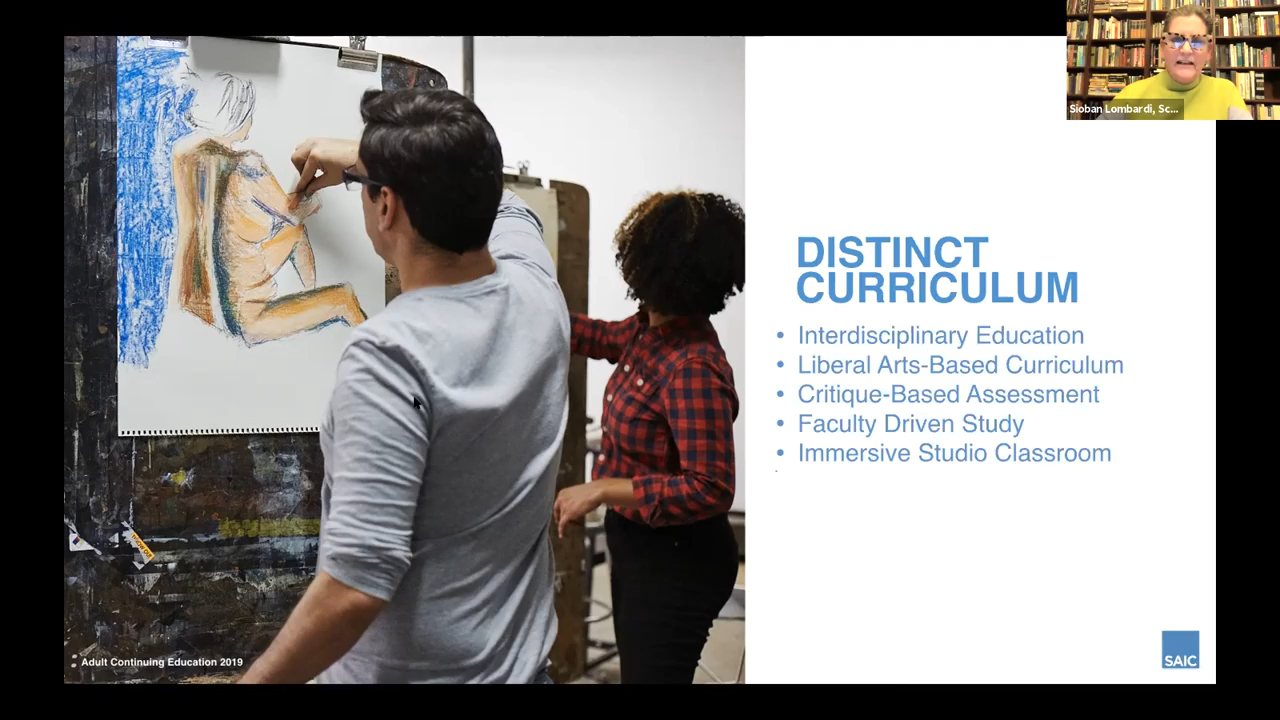 Sioban Lombardi, Sc...
DISTINCT
CURRICULUM
• Interdisciplinary Education
• Liberal Arts-Based Curriculum
• Critique-Based Assessment
• Faculty Driven Study
• Immersive Studio Classroom
Adult Continuing Education 2019
SAIC